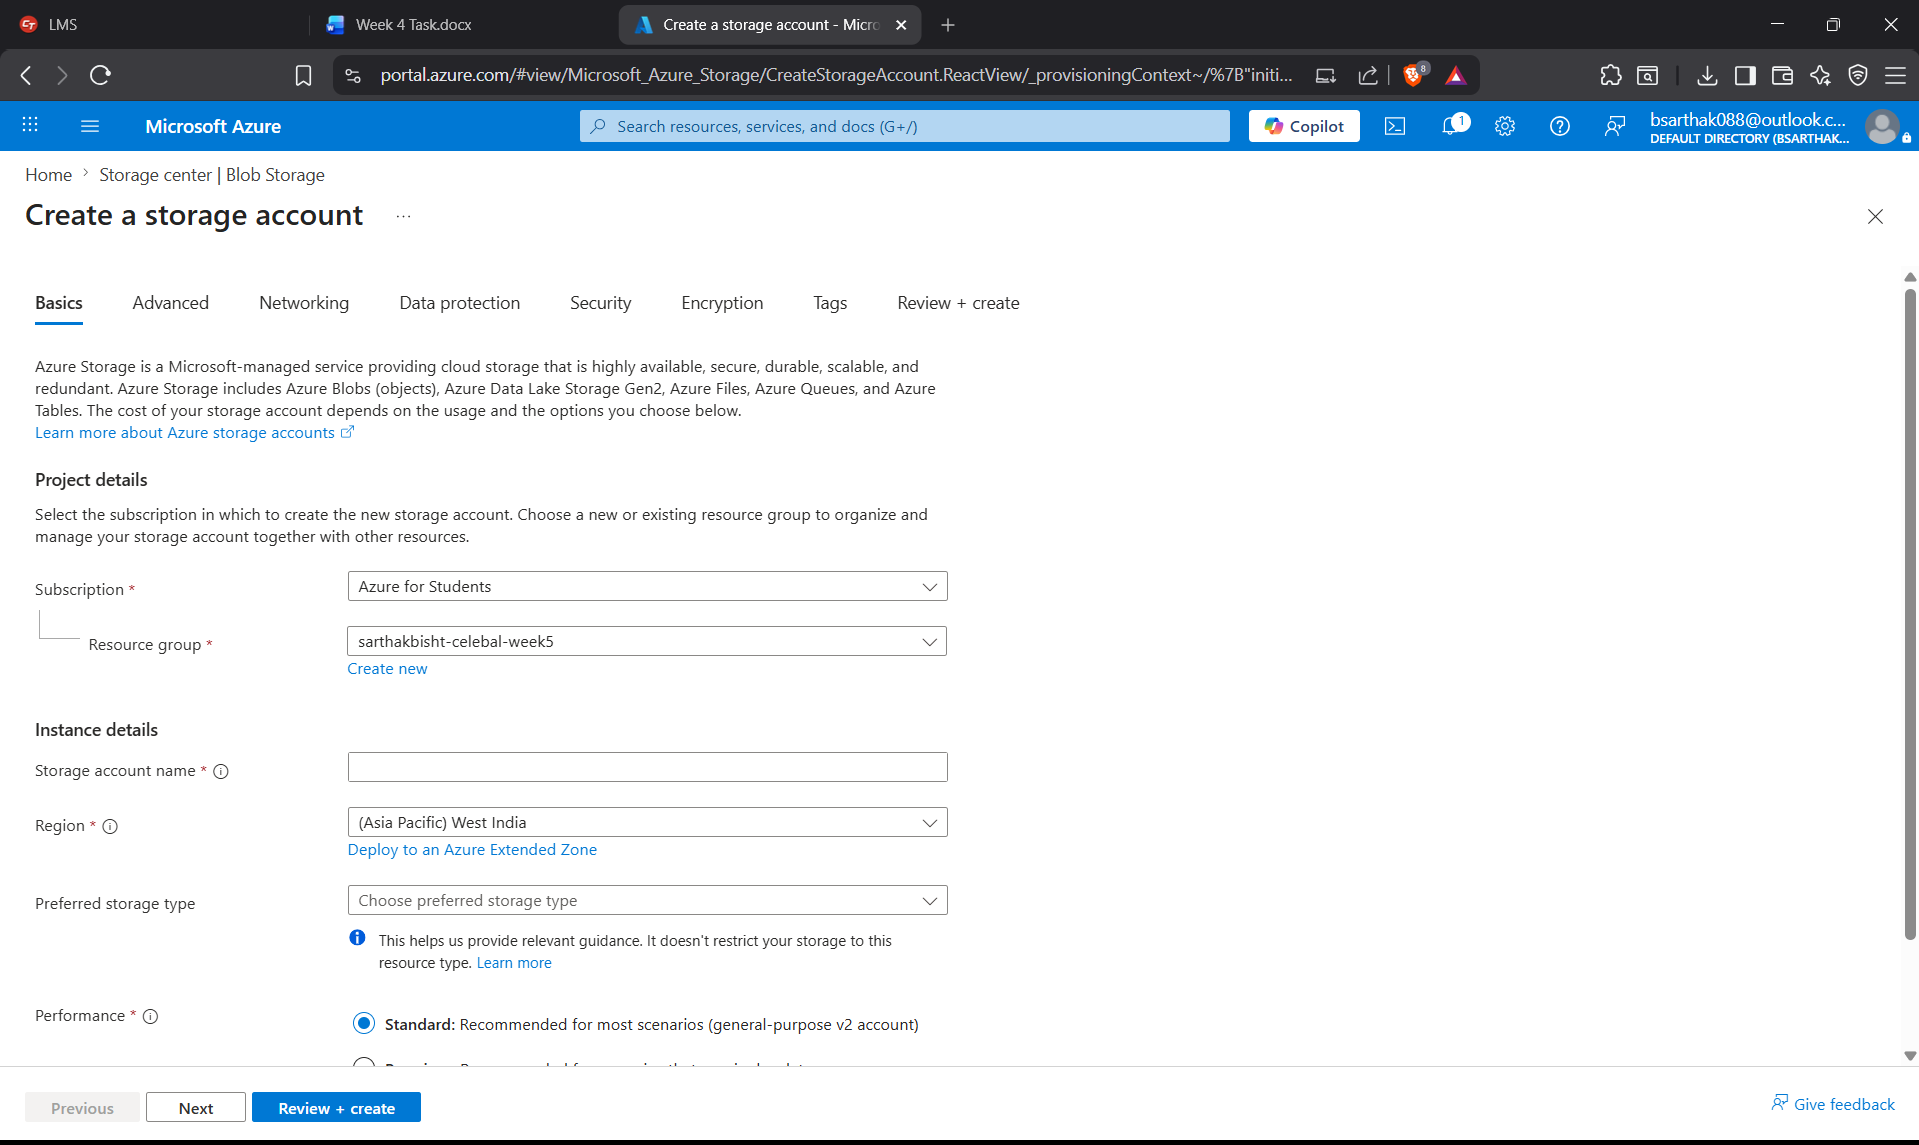 LMS
Week 4 Task.docx
Create a storage account - Micro
portal.azure.com/#view/Microsoft_Azure_Storage/CreateStorageAccount.ReactView/_provisioningContext~/%7B"initi...
8
Microsoft Azure
Search resources, services, and docs (G+/)
Copilot
1
bsarthak088@outlook.c...
DEFAULT DIRECTORY (BSARTHAK...
Home > Storage center | Blob Storage
Create a storage account ...
Basics Advanced Networking Data protection Security Encryption Tags Review + create
Azure Storage is a Microsoft-managed service providing cloud storage that is highly available, secure, durable, scalable, and
redundant. Azure Storage includes Azure Blobs (objects), Azure Data Lake Storage Gen2, Azure Files, Azure Queues, and Azure
Tables. The cost of your storage account depends on the usage and the options you choose below.
Learn more about Azure storage accounts
Project details
Select the subscription in which to create the new storage account. Choose a new or existing resource group to organize and
manage your storage account together with other resources.
Subscription *
Azure for Students
Resource group *
sarthakbisht-celebal-week5
Create new
Instance details
Storage account name *
Region *
(Asia Pacific) West India
Deploy to an Azure Extended Zone
Preferred storage type
Choose preferred storage type
This helps us provide relevant guidance. It doesn't restrict your storage to this
resource type. Learn more
Performance *
Standard: Recommended for most scenarios (general-purpose v2 account)
Previous
Next
Review + create
Give feedback